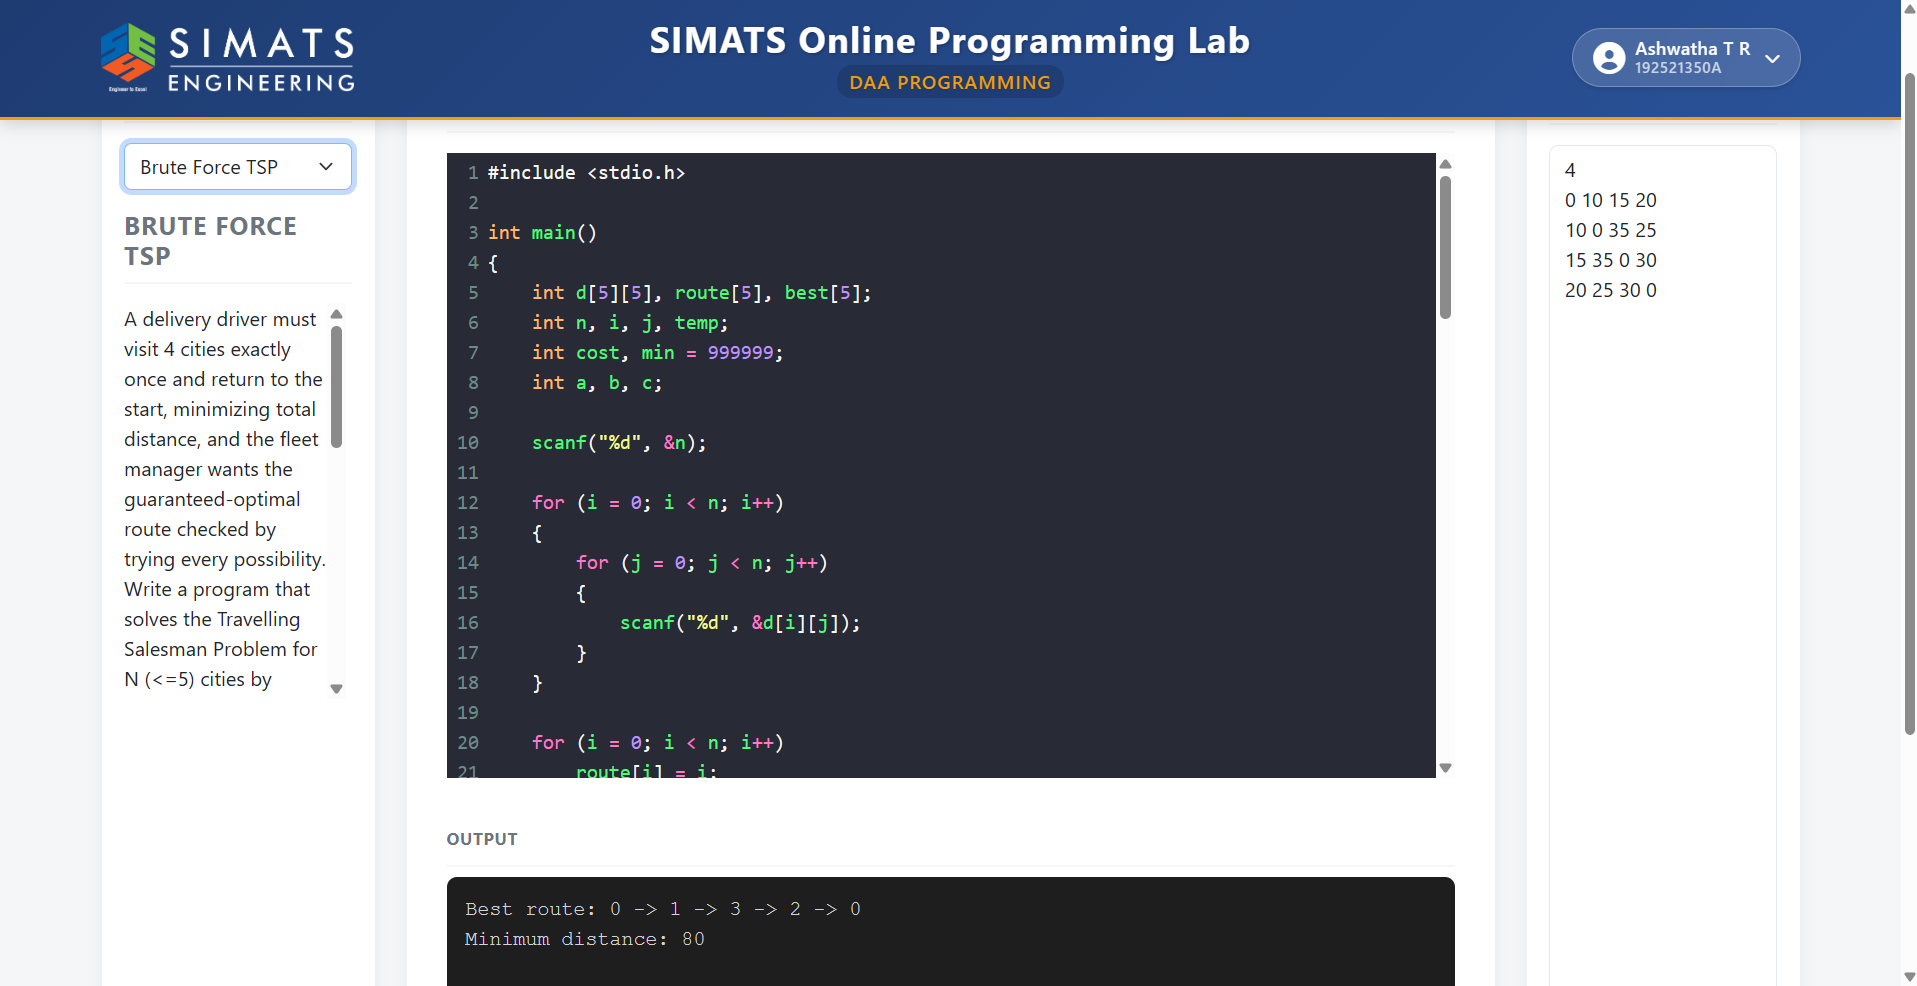 SIMATS
ENGINEERING
Engineer to Excel
SIMATS Online Programming Lab
DAA PROGRAMMING
Ashwatha T R
192521350A
Brute Force TSP
BRUTE FORCE
TSP
A delivery driver must
visit 4 cities exactly
once and return to the
start, minimizing total
distance, and the fleet
manager wants the
guaranteed-optimal
route checked by
trying every possibility.
Write a program that
solves the Travelling
Salesman Problem for
N (<=5) cities by
1 #include <stdio.h>
2
3 int main()
4 {
5     int d[5][5], route[5], best[5];
6     int n, i, j, temp;
7     int cost, min = 999999;
8     int a, b, c;
9
10     scanf("%d", &n);
11
12     for (i = 0; i < n; i++)
13     {
14         for (j = 0; j < n; j++)
15         {
16             scanf("%d", &d[i][j]);
17         }
18     }
19
20     for (i = 0; i < n; i++)
21         route[i] = i;
OUTPUT
Best route: 0 -> 1 -> 3 -> 2 -> 0
Minimum distance: 80
4
0 10 15 20
10 0 35 25
15 35 0 30
20 25 30 0